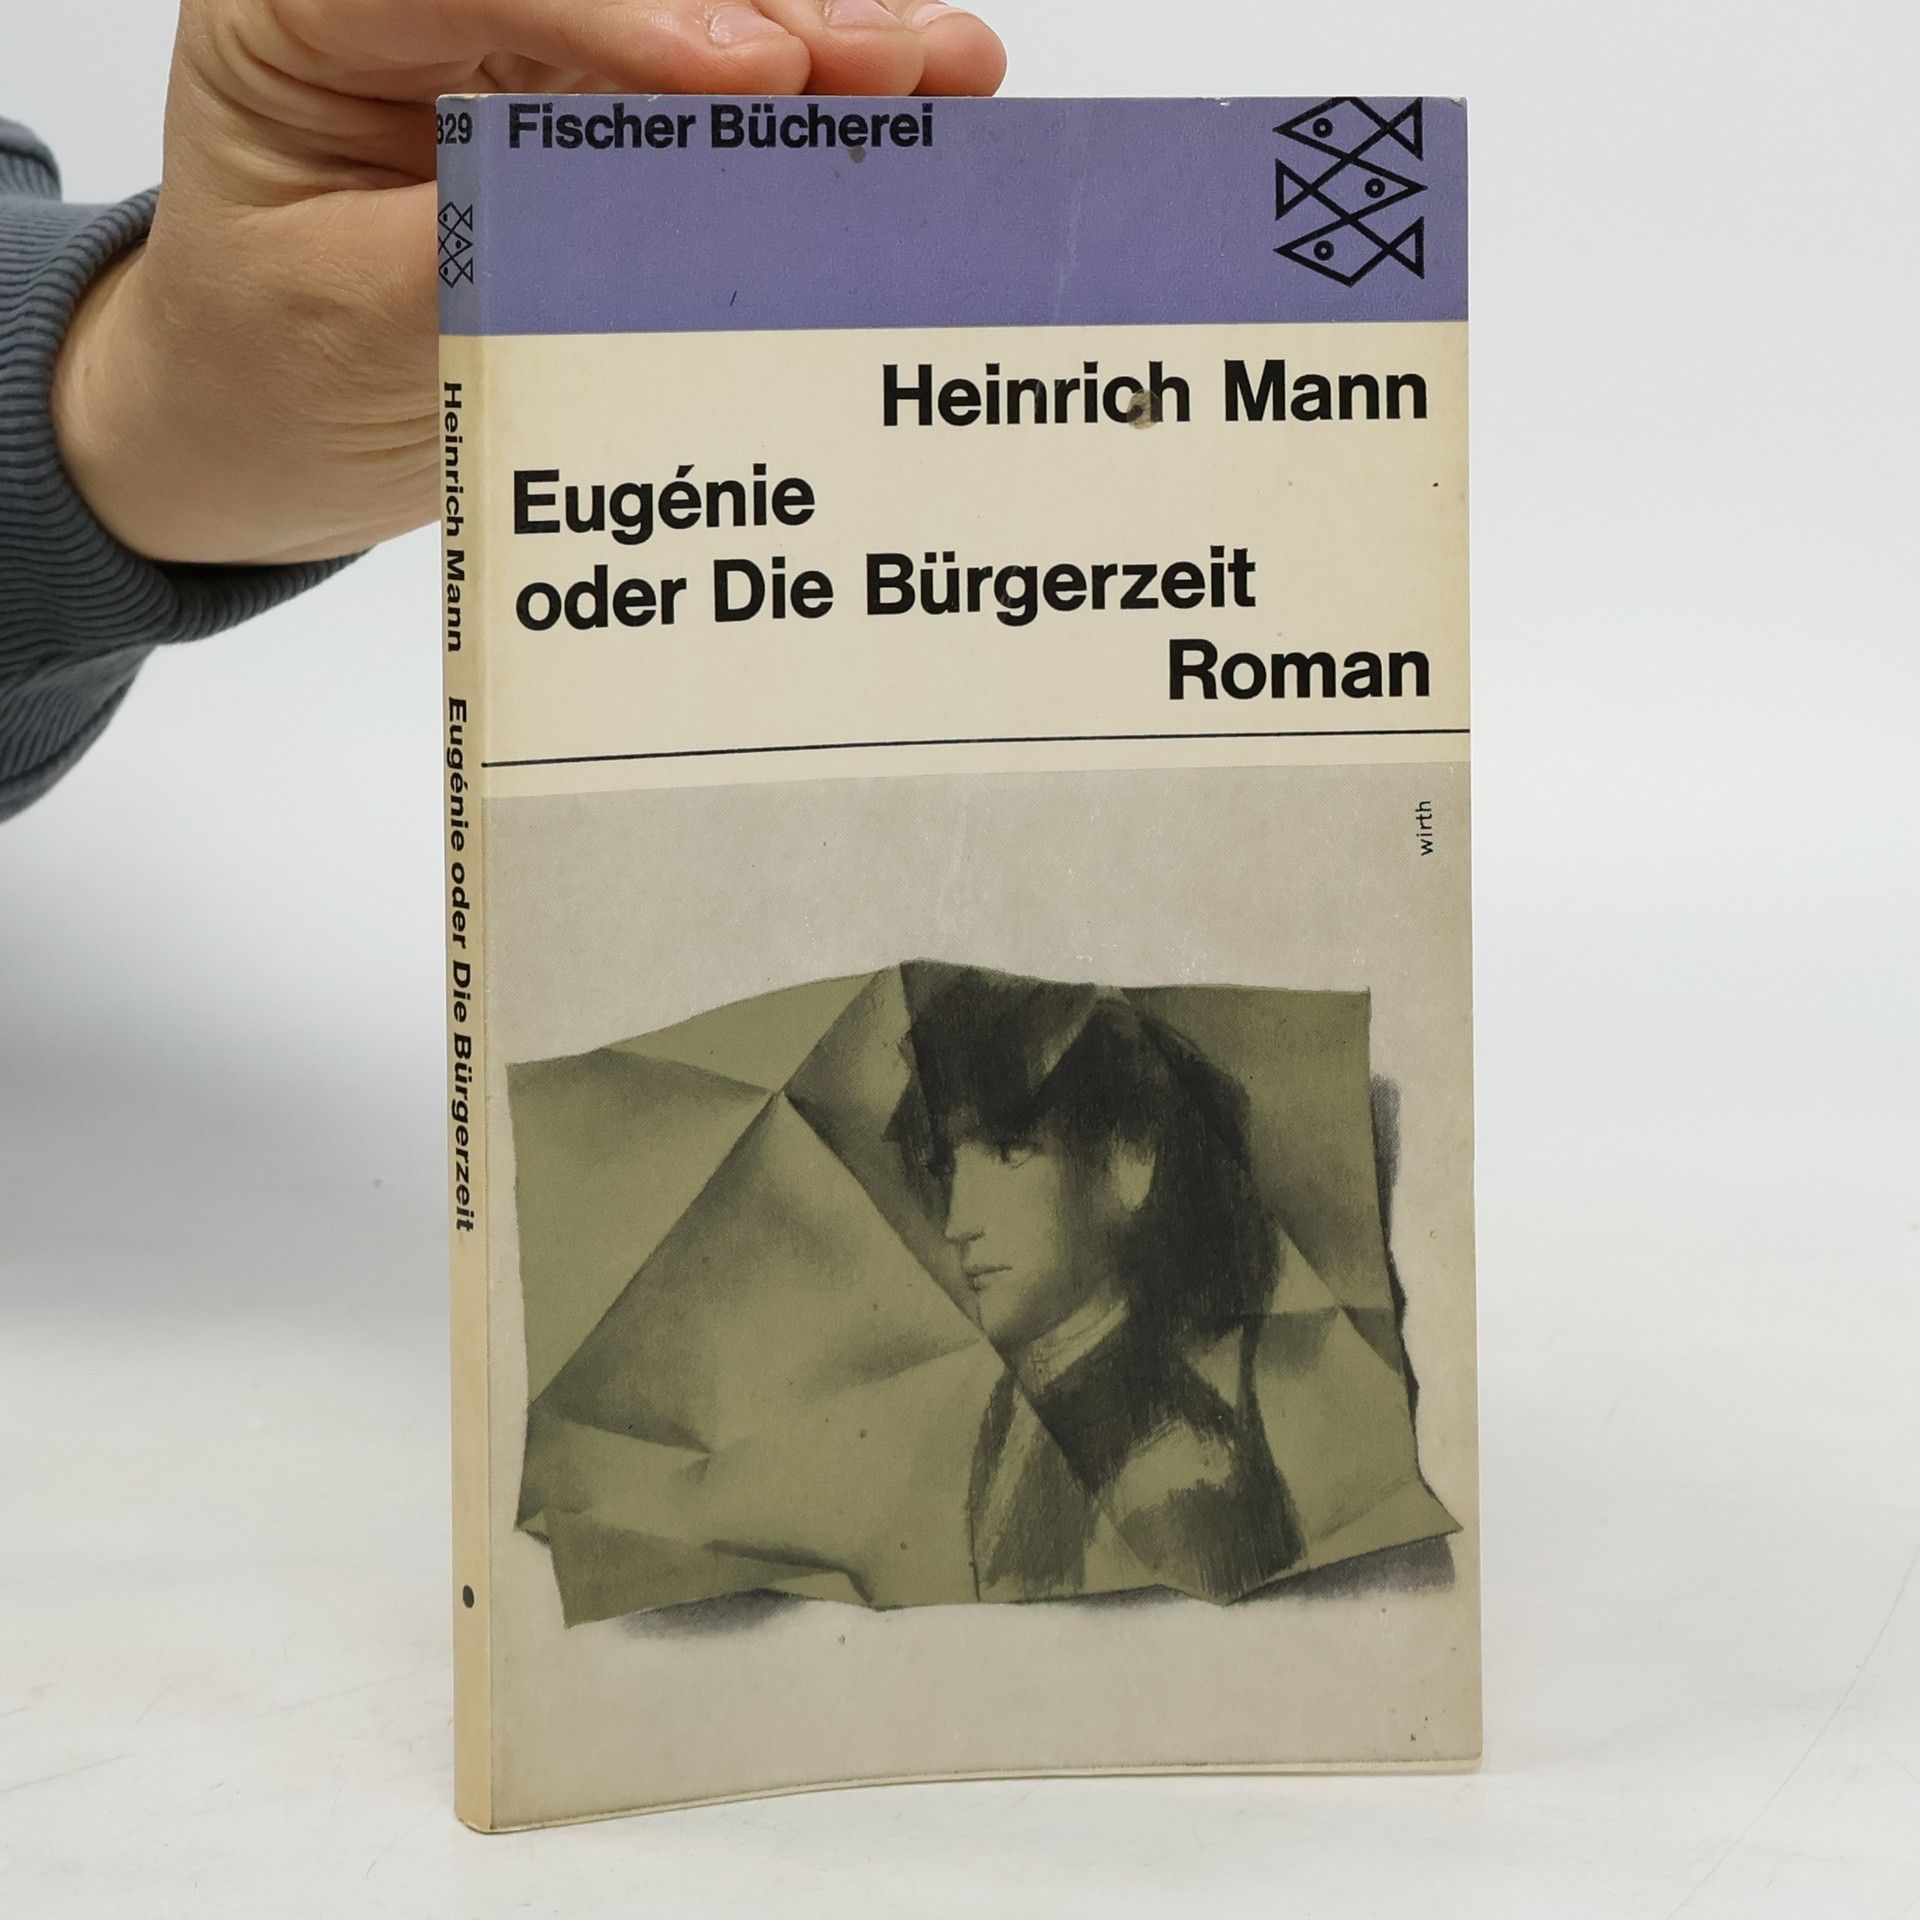 829
Fischer Bücherei
Heinrich Mann
Eugénie
oder Die Bürgerzeit
Roman
wirth
Heinrich Mann Eugénie oder Die Bürgerzeit